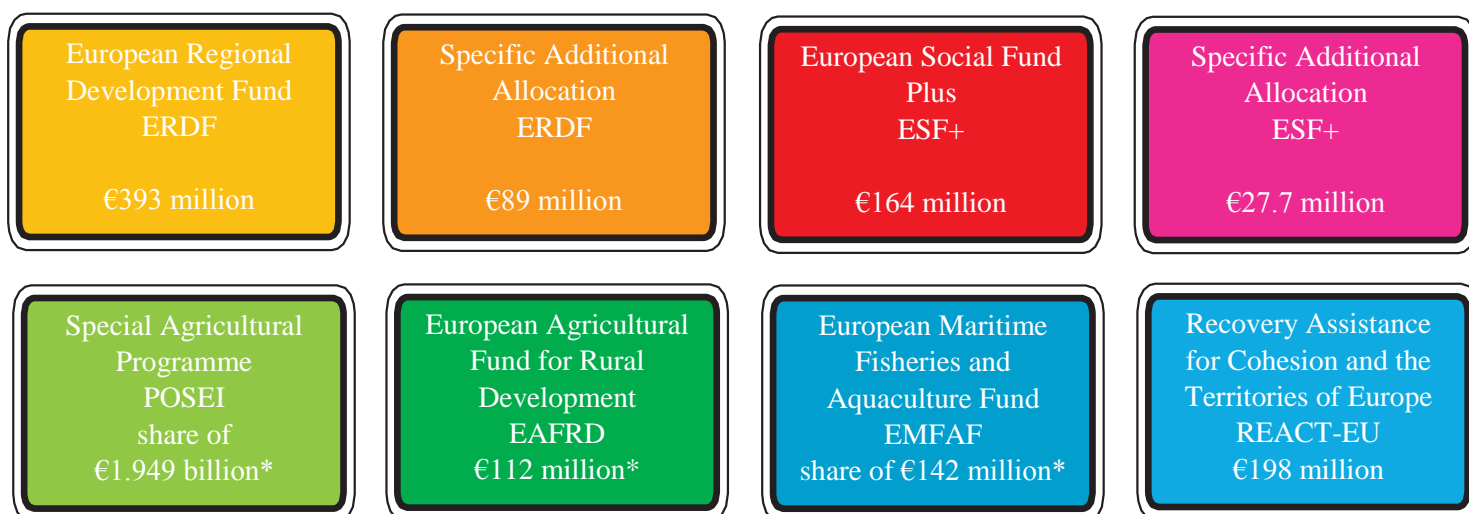 European Regional
Development Fund
ERDF
€393 million
Specific Additional
Allocation
ERDF
€89 million
European Social Fund
Plus
ESF+
€164 million
Specific Additional
Allocation
ESF+
€27.7 million
Special Agricultural
Programme
POSEI
share of
€1.949 billion*
European Agricultural
Fund for Rural
Development
EAFRD
€112 million*
European Maritime
Fisheries and
Aquaculture Fund
EMFAF
share of €142 million*
Recovery Assistance
for Cohesion and the
Territories of Europe
REACT-EU
€198 million